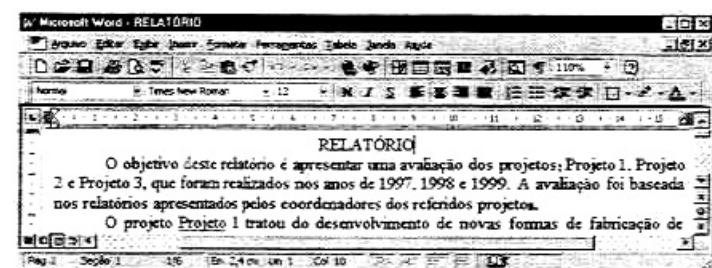 Microsoft Word - RELATÓRIO
Arquivo Editar Exibir Inserir Formatar Ferramentas Tabela Janela Ajuda
110%
Normal Times New Roman 12 N I S
RELATÓRIO
O objetivo deste relatório é apresentar uma avaliação dos projetos: Projeto 1, Projeto
2 e Projeto 3, que foram realizados nos anos de 1997, 1998 e 1999. A avaliação foi baseada
nos relatórios apresentados pelos coordenadores dos referidos projetos.
O projeto Projeto 1 tratou do desenvolvimento de novas formas de fabricação de
Pág 1 Seção 1 1/6 Em 2,4 cm Lin 1 Col 10